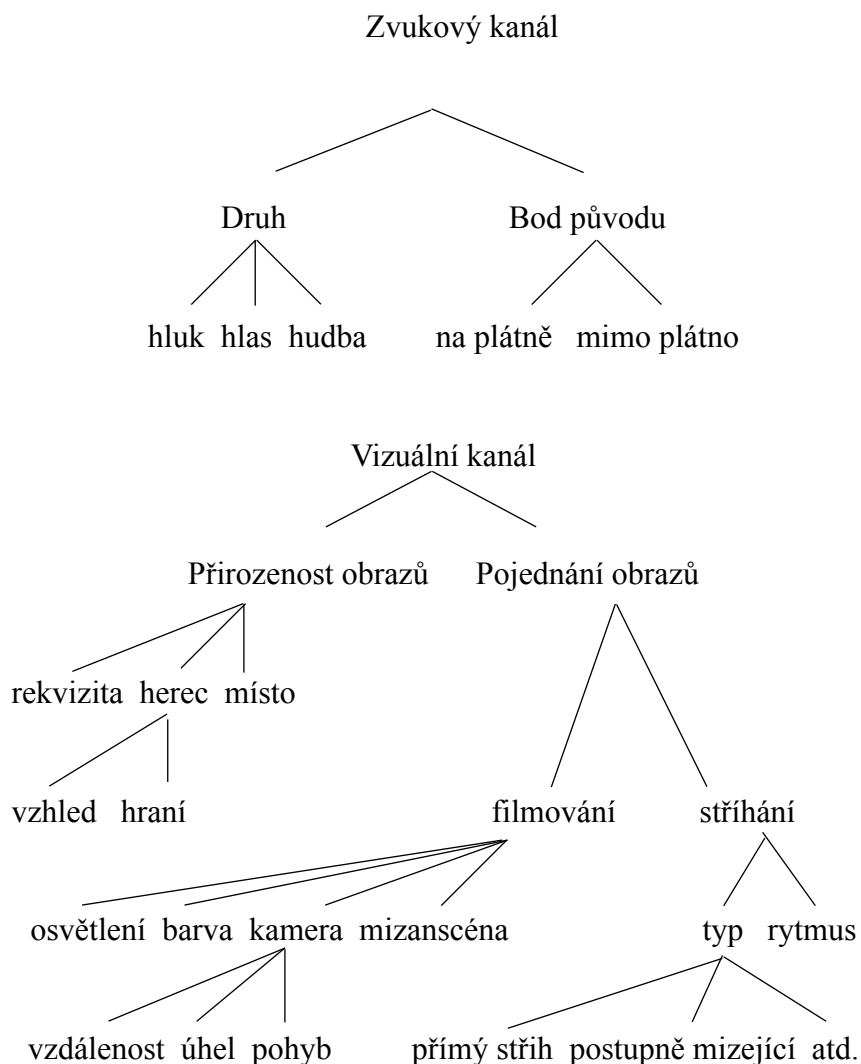 Zvukový kanál
Druh Bod původu
hluk hlas hudba na plátně mimo plátno
Vizuální kanál
Přirozenost obrazů Pojednání obrazů
rekvizita herec místo
vzhled hraní filmování stříhání
osvětlení barva kamera mizanscéna typ rytmus
vzdálenost úhel pohyb přímý střih postupně mizející atd.